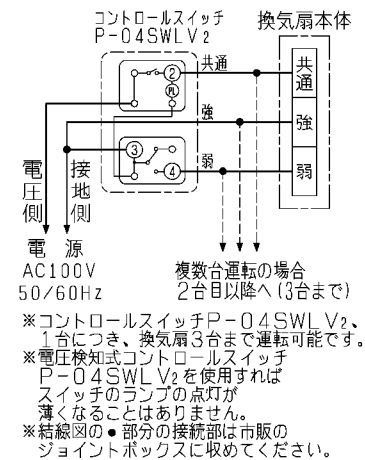 コントロールスイッチ
P-04SWLV2
換気扇本体
共通
②
PL
強
③
弱
④
共通
強
弱
電圧側
接地側
電 源
AC100V
50/60Hz
複数台運転の場合
2台目以降へ(3台まで)
※コントロールスイッチP-04SWLV2、
1台につき、換気扇3台まで運転可能です。
※電圧検知式コントロールスイッチ
P-04SWLV2を使用すれば
スイッチのランプの点灯が
薄くなることはありません。
※結線図の●部分の接続部は市販の
ジョイントボックスに収めてください。